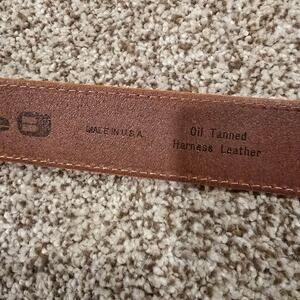 MADE IN U.S.A.
Oil Tanned
Harness Leather